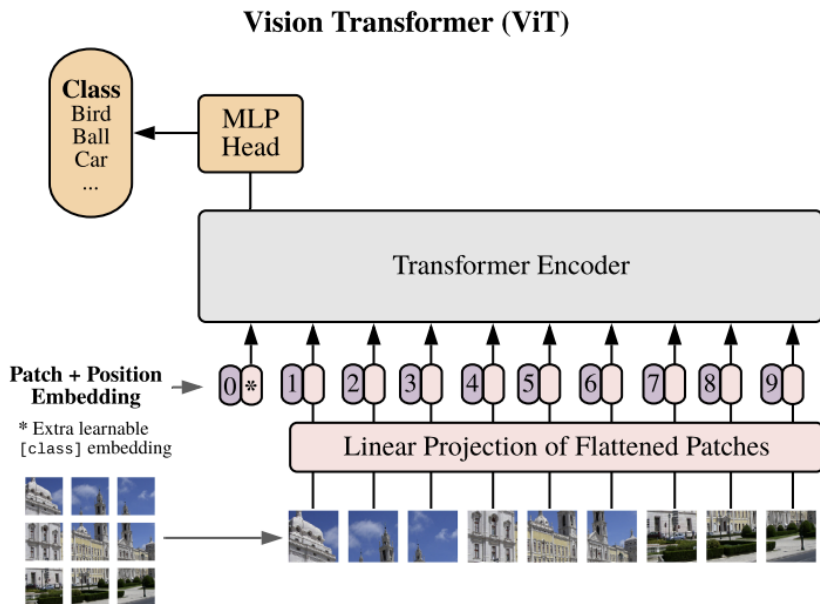 Vision Transformer (ViT)
Class
Bird
Ball
Car
...
MLP
Head
Transformer Encoder
Patch + Position
Embedding
0 * 1 2 3 4 5 6 7 8 9
* Extra learnable
[class] embedding
Linear Projection of Flattened Patches